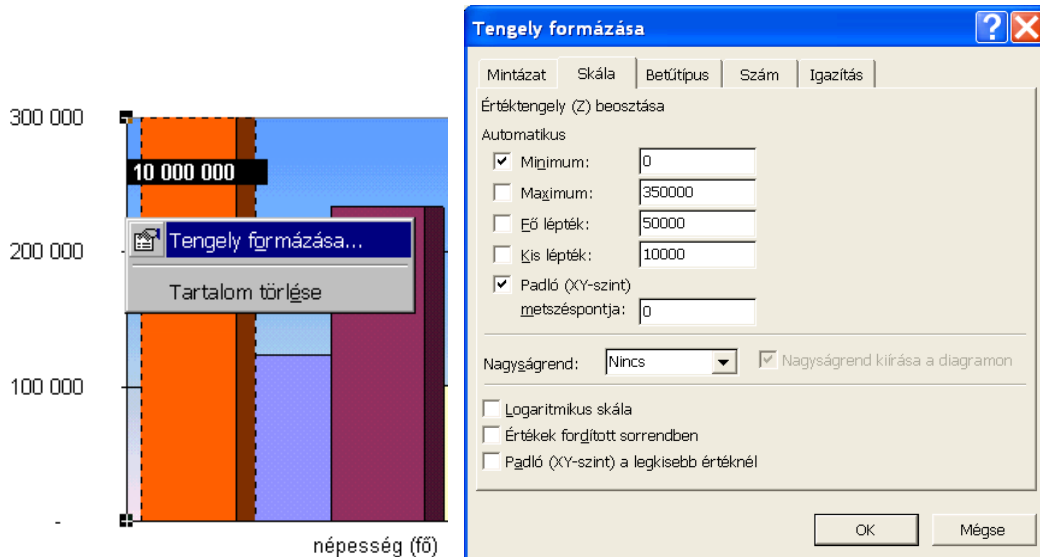 300 000
10 000 000
Tengely formázása...
200 000
Tartalom törlése
100 000
-
népesség (fő)
Tengely formázása
Mintázat Skála Betűtípus Szám Igazítás
Értéktengely (Z) beosztása
Automatikus
Minimum: 0
Maximum: 350000
Fő lépték: 50000
Kis lépték: 10000
Padló (XY-szint)
metszéspontja: 0
Nagyságrend: Nincs Nagyságrend kiírása a diagramon
Logaritmikus skála
Értékek fordított sorrendben
Padló (XY-szint) a legkisebb értéknél
OK Mégse